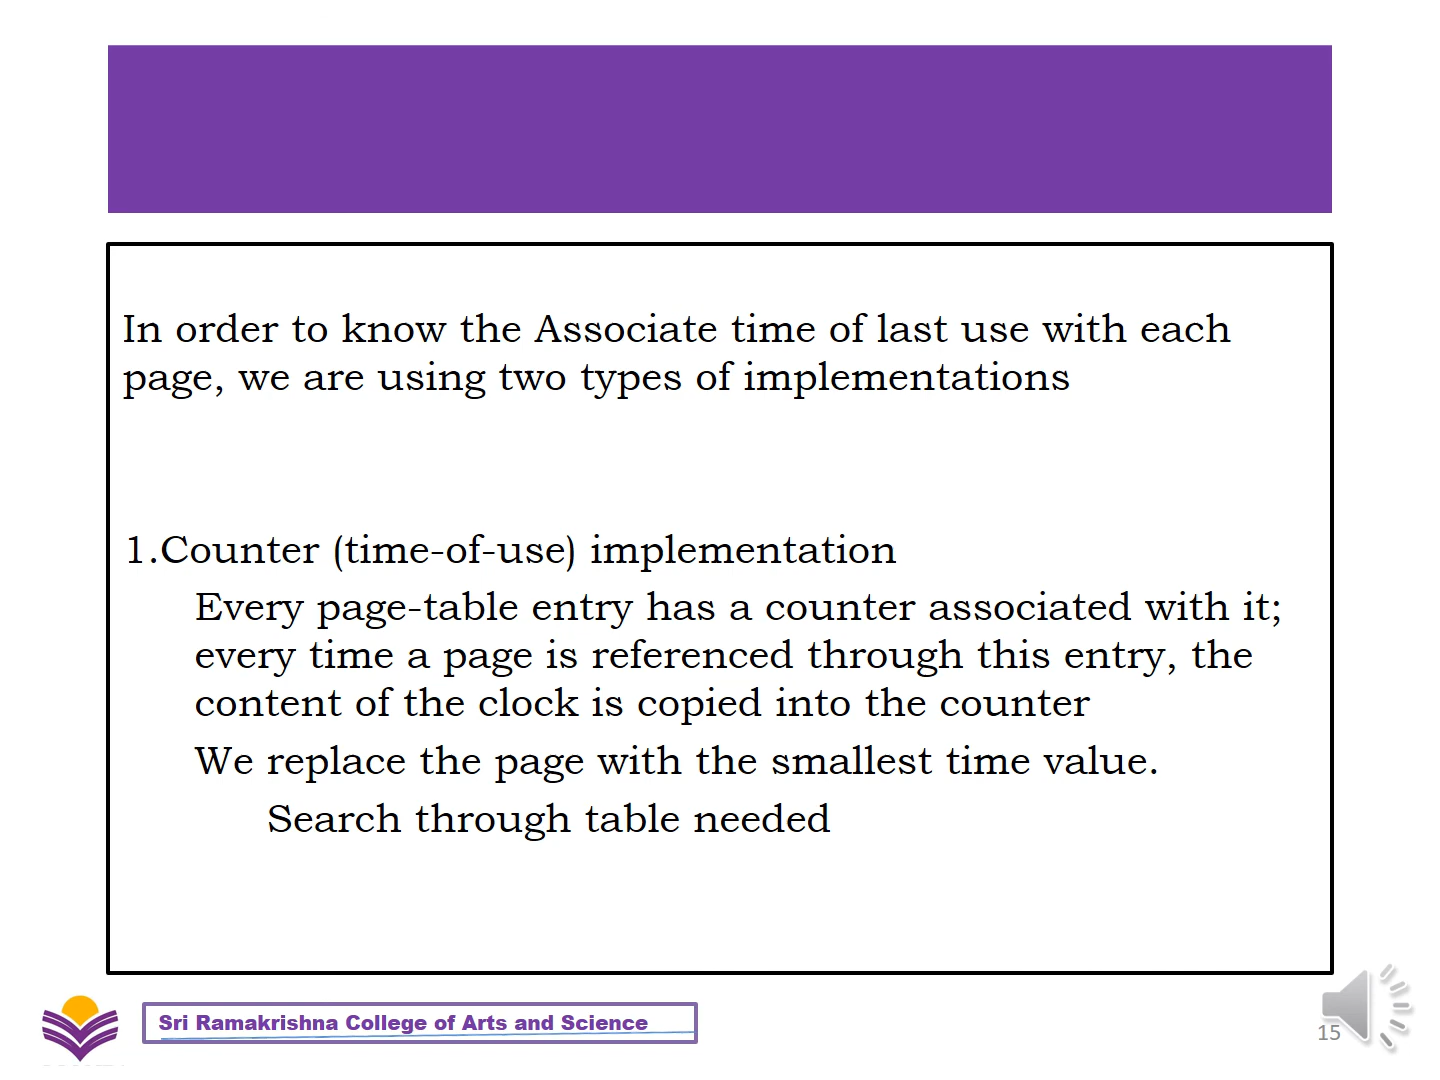 In order to know the Associate time of last use with each
page, we are using two types of implementations
1.Counter (time-of-use) implementation
Every page-table entry has a counter associated with it;
every time a page is referenced through this entry, the
content of the clock is copied into the counter
We replace the page with the smallest time value.
Search through table needed
Sri Ramakrishna College of Arts and Science
15